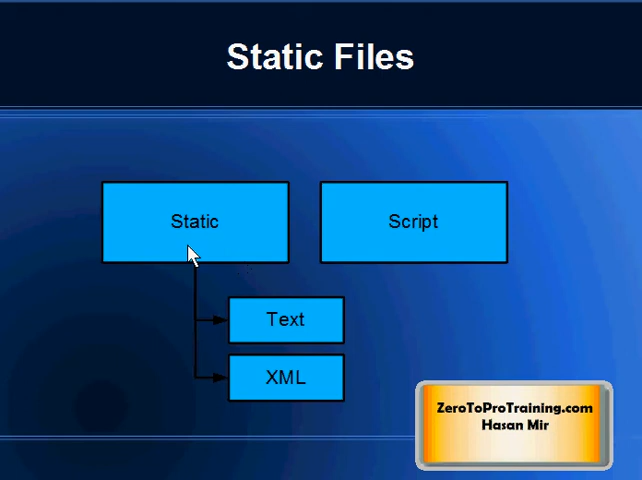 Static Files
Static
Script
Text
XML
ZeroToProTraining.com
Hasan Mir